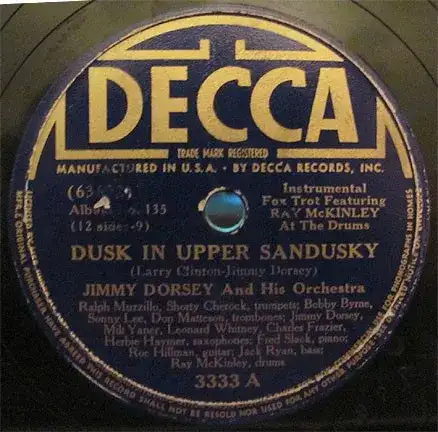 DECCA
TRADE MARK REGISTERED
MANUFACTURED IN U.S.A. · BY DECCA RECORDS, INC.
Album No. 135
(12 sides-9)
Instrumental
Fox Trot Featuring
RAY McKINLEY
At The Drums
DUSK IN UPPER SANDUSKY
(Larry Clinton-Jimmy Dorsey)
JIMMY DORSEY And His Orchestra
Ralph Muzzillo, Shorty Cherock, trumpets; Bobby Byrne,
Sonny Lee, Don Matteson, trombones; Jimmy Dorsey,
Milt Yaner, Leonard Whitney, Charles Frazier,
Herbie Haymer, saxophones; Fred Slack, piano;
Roc Hillman, guitar; Jack Ryan, bass;
Ray McKinley, drums
3333 A